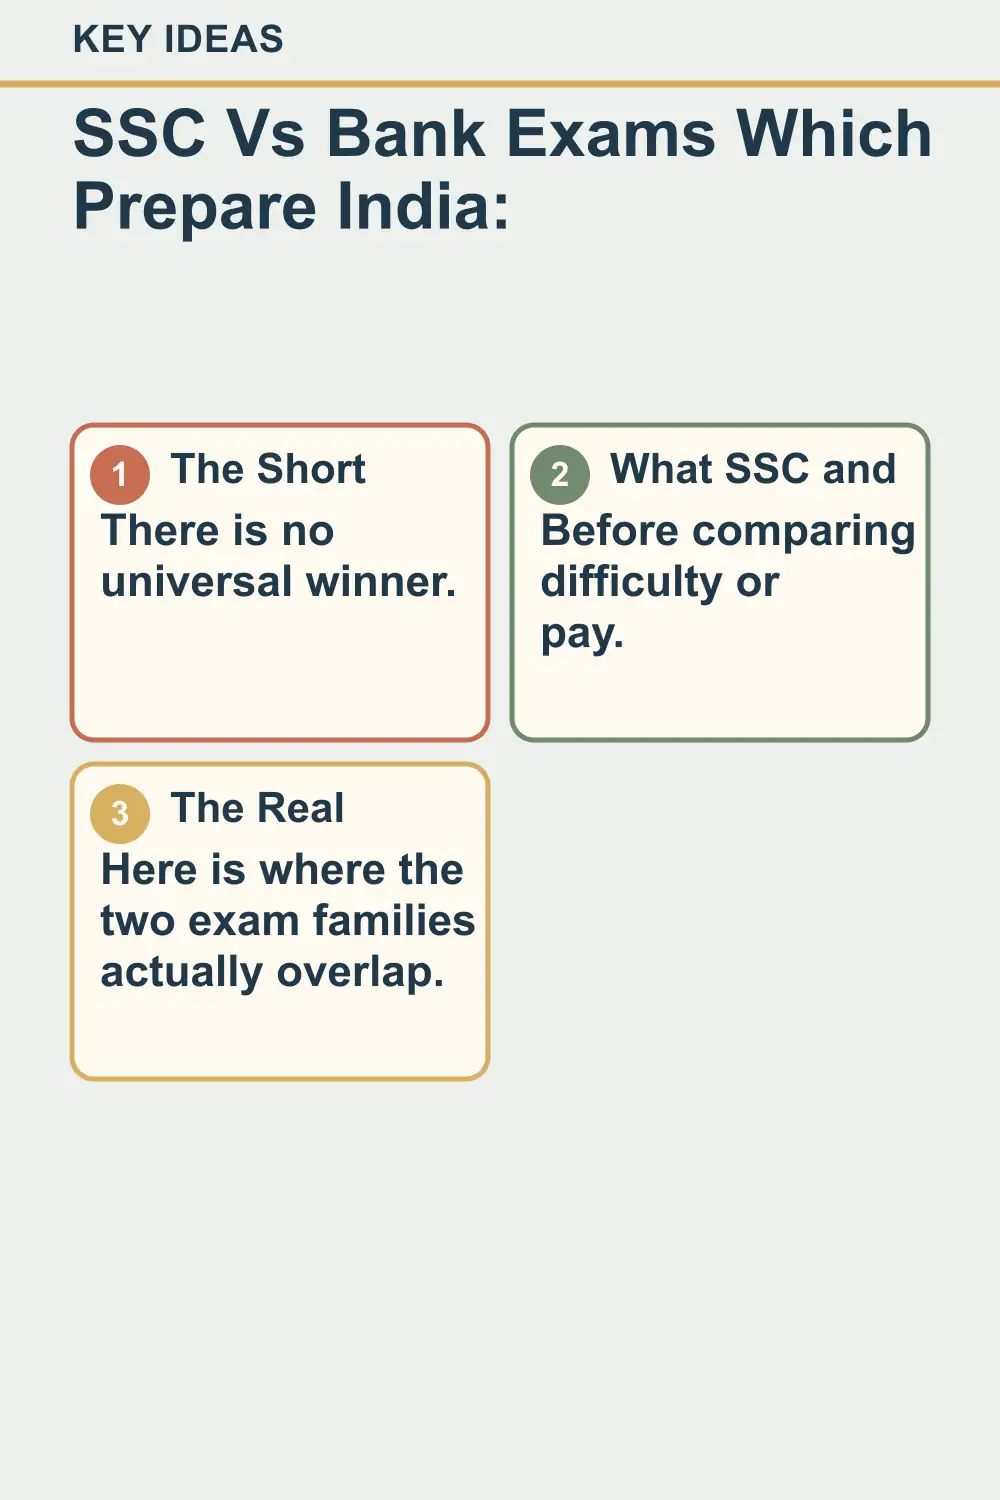 KEY IDEAS
SSC Vs Bank Exams Which
Prepare India:
1 The Short
There is no
universal winner.
2 What SSC and
Before comparing
difficulty or
pay.
3 The Real
Here is where the
two exam families
actually overlap.